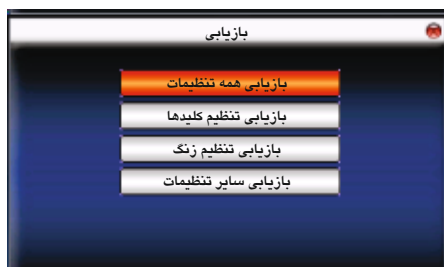 بازیابی
بازیابی همه تنظیمات
بازیابی تنظیم کلیدها
بازیابی تنظیم زنگ
بازیابی سایر تنظیمات